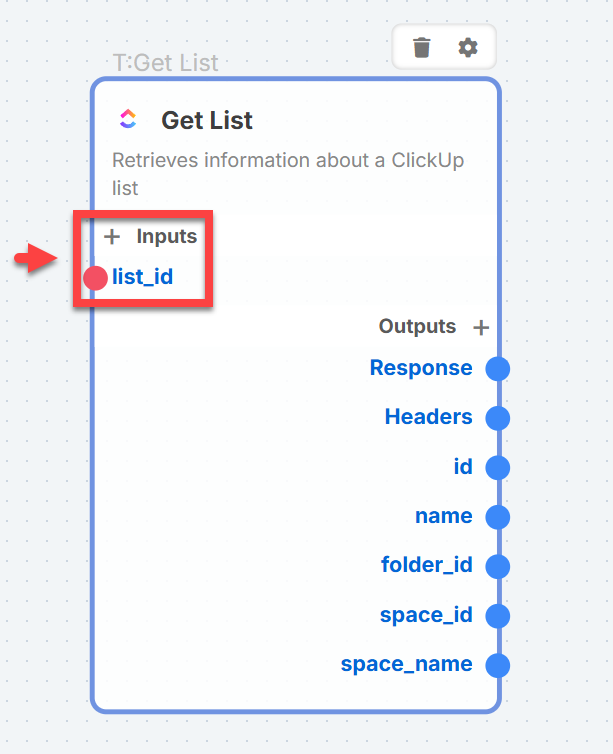 T:Get List
Get List
Retrieves information about a ClickUp
list
+ Inputs
list_id
Outputs +
Response
Headers
id
name
folder_id
space_id
space_name